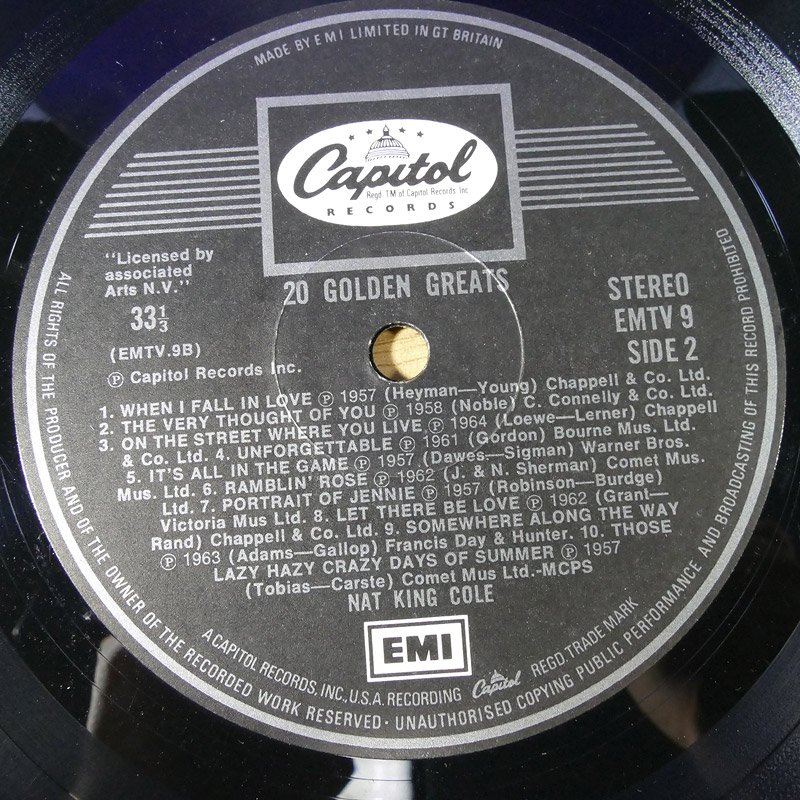 MADE BY EMI LIMITED IN GT BRITAIN
Capitol
Regd. TM of Capitol Records. Inc
RECORDS
"Licensed by
associated
Arts N.V."
33 1/3
(EMTV.9B)
Ⓟ Capitol Records Inc.
20 GOLDEN GREATS
STEREO
EMTV 9
SIDE 2
1. WHEN I FALL IN LOVE Ⓟ 1957 (Heyman—Young) Chappell & Co. Ltd.
2. THE VERY THOUGHT OF YOU Ⓟ 1958 (Noble) C. Connelly & Co. Ltd.
3. ON THE STREET WHERE YOU LIVE Ⓟ 1964 (Loewe—Lerner) Chappell
& Co. Ltd. 4. UNFORGETTABLE Ⓟ 1961 (Gordon) Bourne Mus. Ltd.
5. IT'S ALL IN THE GAME Ⓟ 1957 (Dawes—Sigman) Warner Bros.
Mus. Ltd. 6. RAMBLIN' ROSE Ⓟ 1962 (J. & N. Sherman) Comet Mus.
Ltd. 7. PORTRAIT OF JENNIE Ⓟ 1957 (Robinson—Burdge)
Victoria Mus Ltd. 8. LET THERE BE LOVE Ⓟ 1962 (Grant—
Rand) Chappell & Co. Ltd. 9. SOMEWHERE ALONG THE WAY
Ⓟ 1963 (Adams—Gallop) Francis Day & Hunter. 10. THOSE
LAZY HAZY CRAZY DAYS OF SUMMER Ⓟ 1957
(Tobias—Carste) Comet Mus Ltd.-MCPS
NAT KING COLE
EMI
A CAPITOL RECORDS, INC., U.S.A. RECORDING Capitol REGD. TRADE MARK
ALL RIGHTS OF THE PRODUCER AND OF THE OWNER OF THE RECORDED WORK RESERVED · UNAUTHORISED COPYING PUBLIC PERFORMANCE AND BROADCASTING OF THIS RECORD PROHIBITED